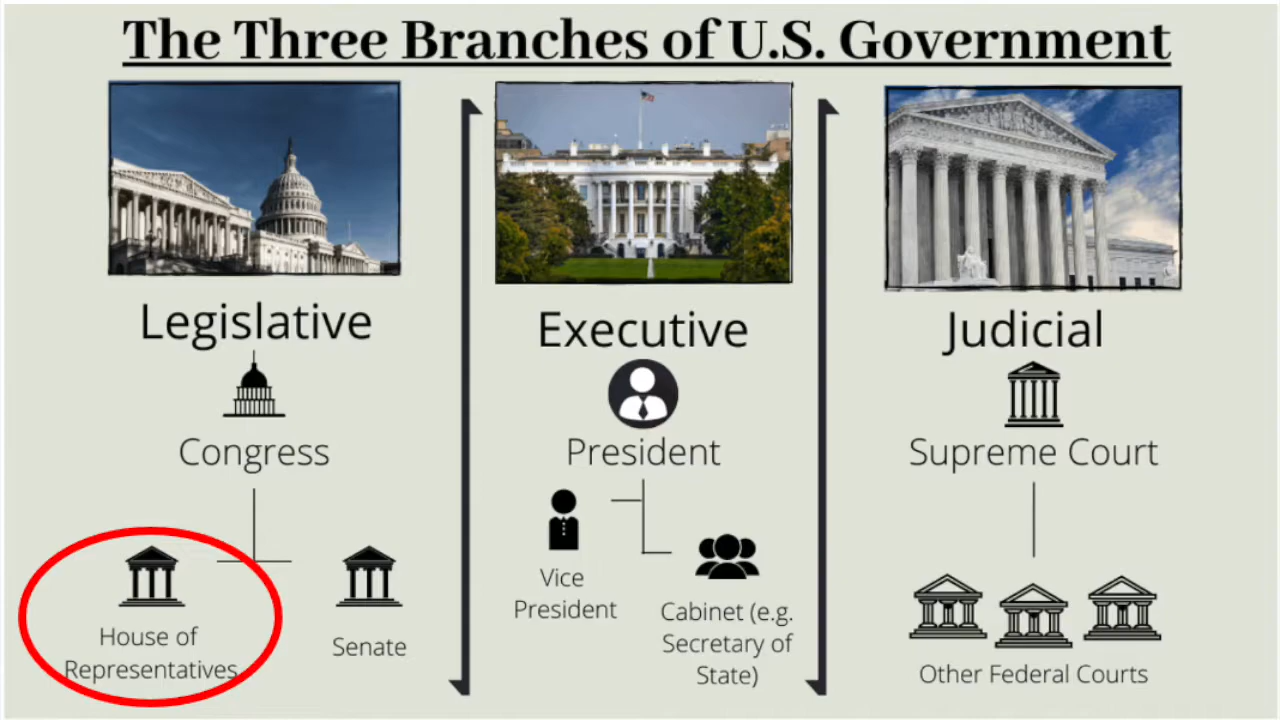 The Three Branches of U.S. Government
Legislative
Congress
House of
Representatives
Senate
Executive
President
Vice
President
Cabinet (e.g.
Secretary of
State)
Judicial
Supreme Court
Other Federal Courts